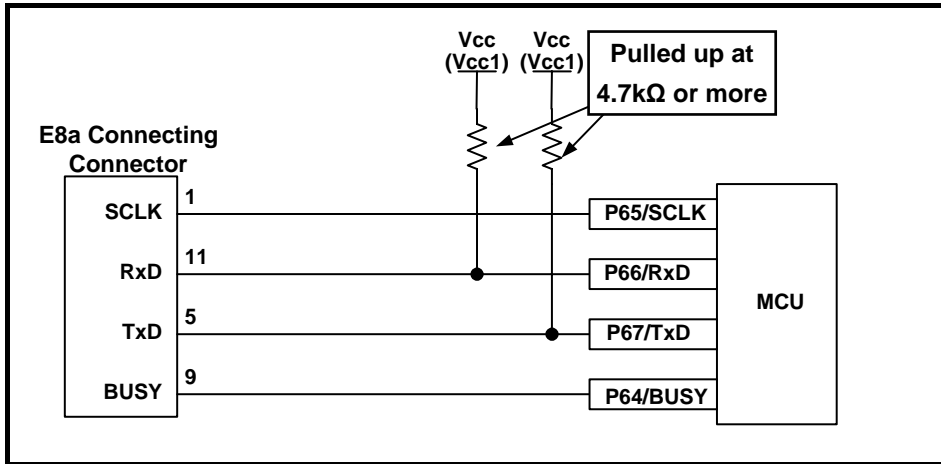 Vcc
(Vcc1)
Vcc
(Vcc1)
Pulled up at
4.7kΩ or more
E8a Connecting
Connector
SCLK
1
P65/SCLK
RxD
11
P66/RxD
MCU
TxD
5
P67/TxD
BUSY
9
P64/BUSY